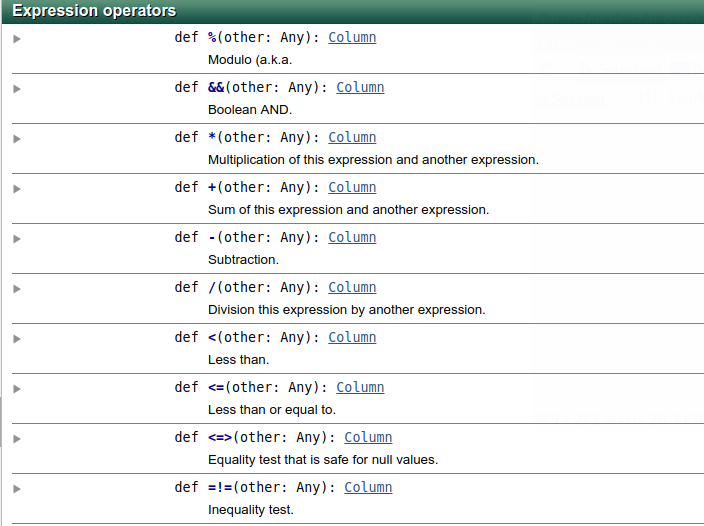 Expression operators
def %(other: Any): Column
Modulo (a.k.a.
def &&(other: Any): Column
Boolean AND.
def *(other: Any): Column
Multiplication of this expression and another expression.
def +(other: Any): Column
Sum of this expression and another expression.
def -(other: Any): Column
Subtraction.
def /(other: Any): Column
Division this expression by another expression.
def <(other: Any): Column
Less than.
def <=(other: Any): Column
Less than or equal to.
def <=>(other: Any): Column
Equality test that is safe for null values.
def =!=(other: Any): Column
Inequality test.